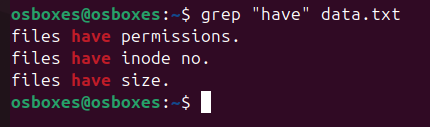 osboxes@osboxes:~$ grep "have" data.txt
files have permissions.
files have inode no.
files have size.
osboxes@osboxes:~$